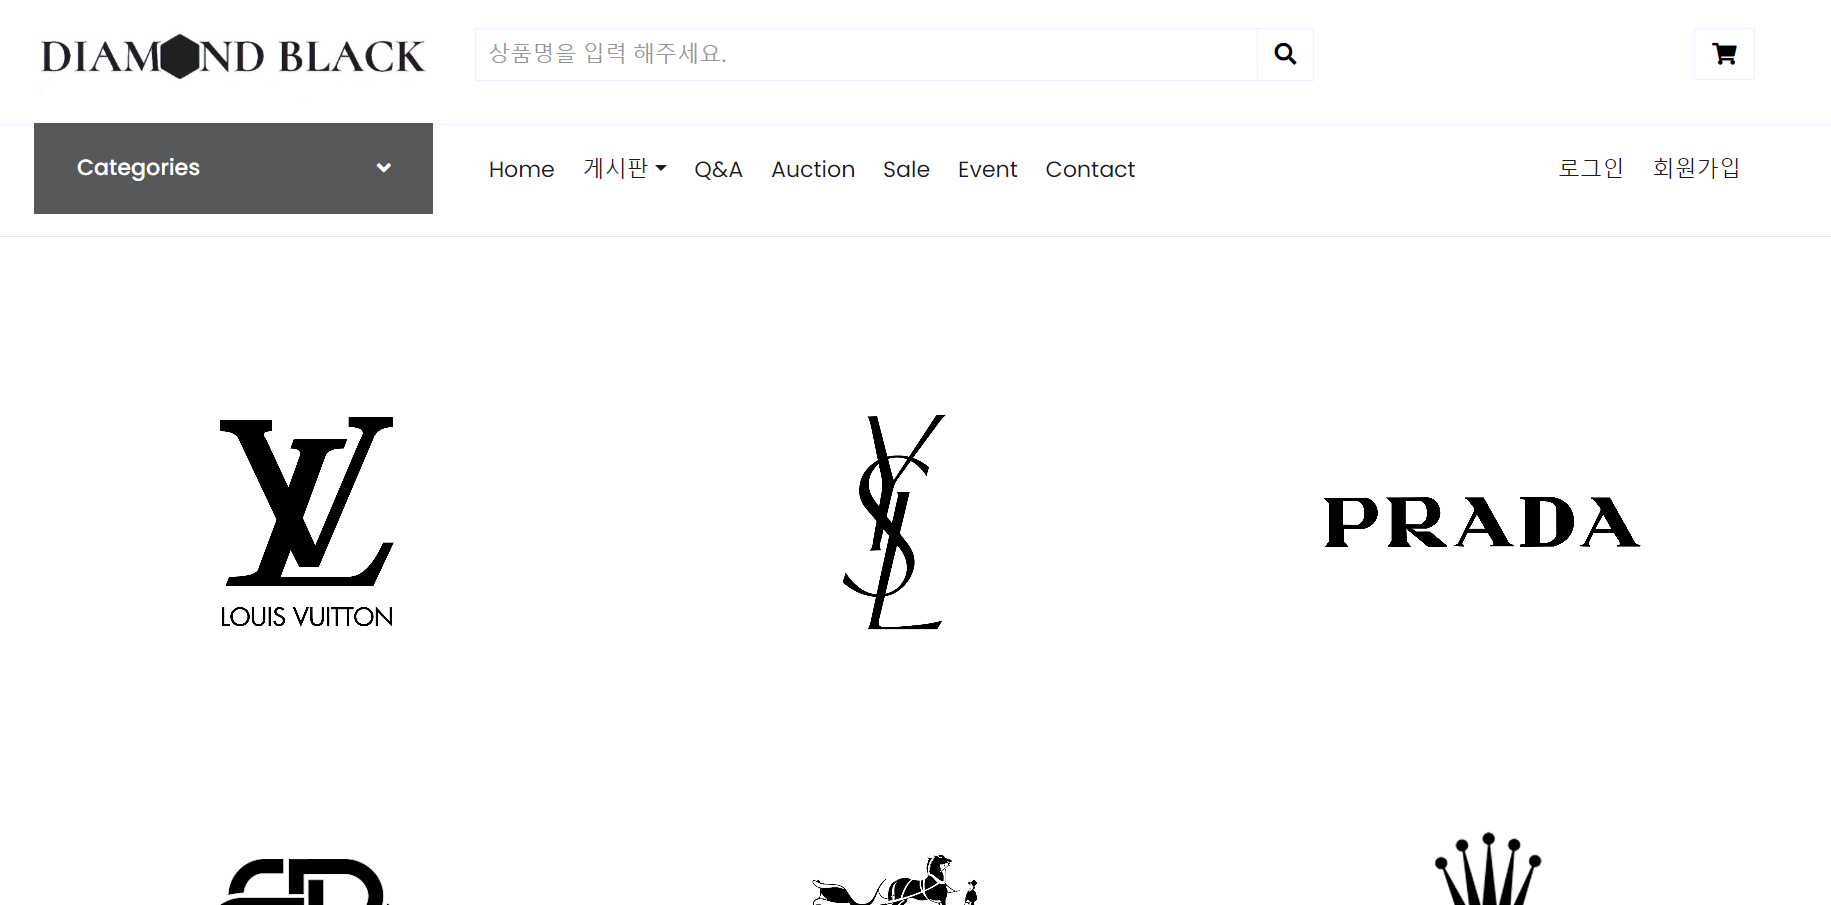 DIAMOND BLACK
상품명을 입력 해주세요.
Categories
Home 게시판 Q&A Auction Sale Event Contact
로그인 회원가입
LV
YSL
PRADA
LOUIS VUITTON